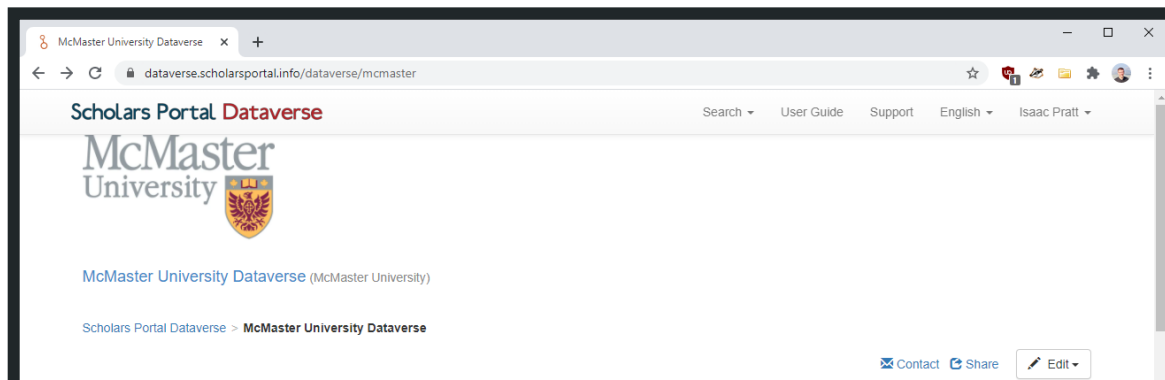 McMaster University Dataverse
dataverse.scholarsportal.info/dataverse/mcmaster
1
Scholars Portal Dataverse Search User Guide Support English Isaac Pratt
McMaster
University
McMaster University Dataverse (McMaster University)
Scholars Portal Dataverse > McMaster University Dataverse
Contact Share Edit